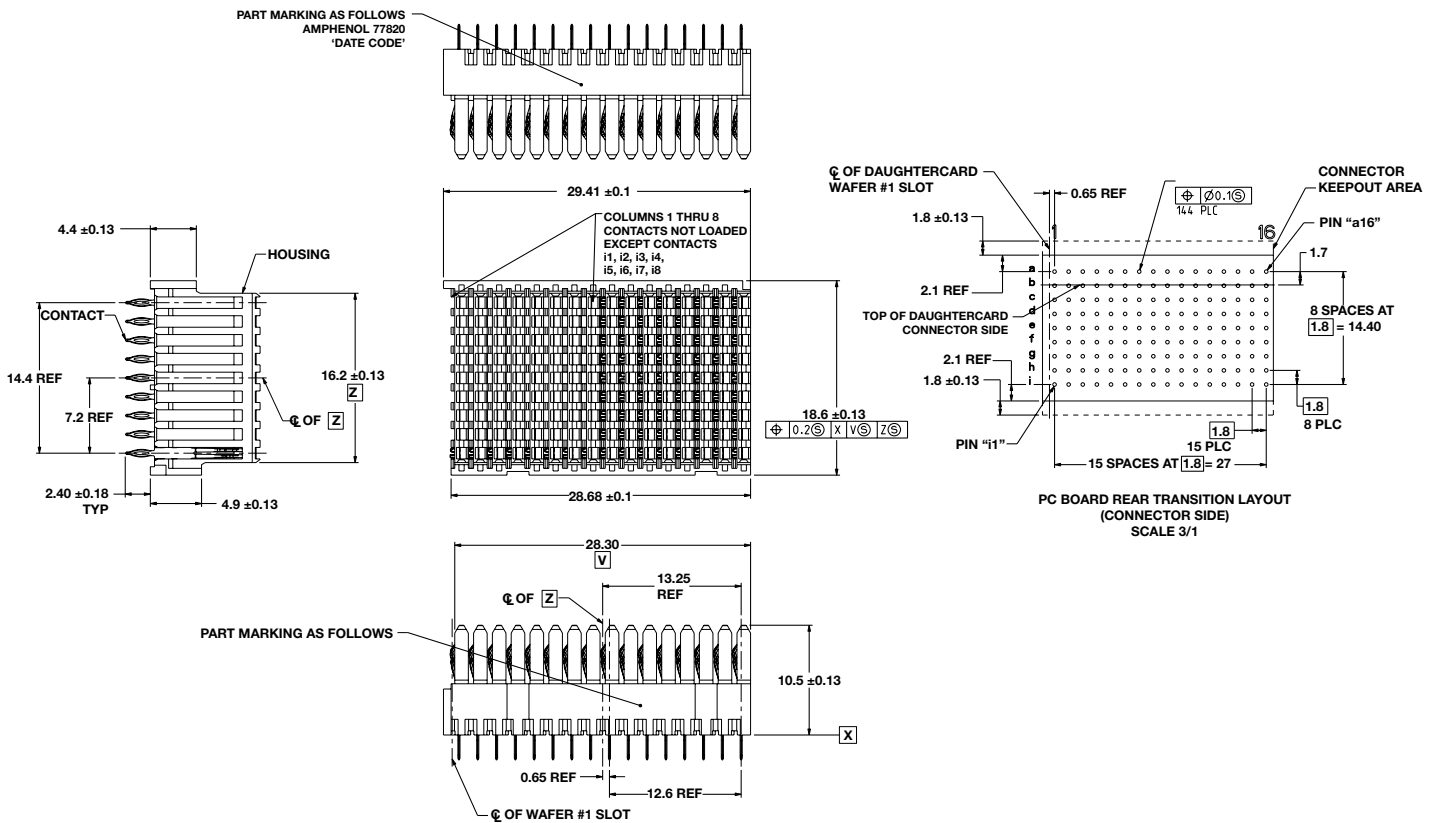 PART MARKING AS FOLLOWS
AMPHENOL 77820
‘DATE CODE’
29.41 ±0.1
COLUMNS 1 THRU 8
CONTACTS NOT LOADED
EXCEPT CONTACTS
i1, i2, i3, i4,
i5, i6, i7, i8
4.4 ±0.13
HOUSING
CONTACT
14.4 REF
7.2 REF
16.2 ±0.13
Z
℄ OF Z
2.40 ±0.18
TYP
4.9 ±0.13
18.6 ±0.13
⌖ 0.2Ⓢ X VⓈ ZⓈ
28.68 ±0.1
℄ OF DAUGHTERCARD
WAFER #1 SLOT
0.65 REF
⌖ Ø0.1Ⓢ
144 PLC
CONNECTOR
KEEPOUT AREA
PIN “a16”
1.8 ±0.13
1
16
1.7
2.1 REF
a
b
c
d
e
f
g
h
i
TOP OF DAUGHTERCARD
CONNECTOR SIDE
8 SPACES AT
1.8 = 14.40
2.1 REF
1.8 ±0.13
1.8
8 PLC
PIN “i1”
1.8
15 PLC
15 SPACES AT 1.8 = 27
PC BOARD REAR TRANSITION LAYOUT
(CONNECTOR SIDE)
SCALE 3/1
28.30
V
13.25
REF
℄ OF Z
PART MARKING AS FOLLOWS
10.5 ±0.13
X
0.65 REF
12.6 REF
℄ OF WAFER #1 SLOT